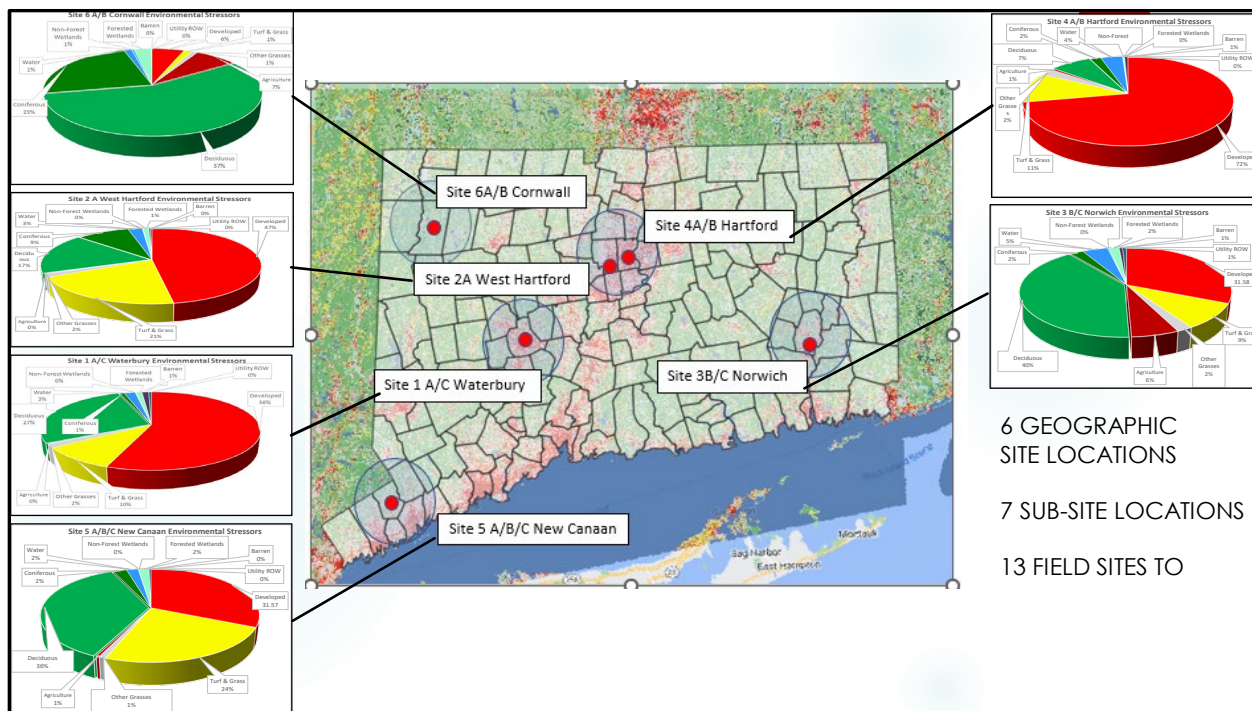 Site 6 A/B Cornwall Environmental Stressors
Non-Forest
Wetlands
1%
Forested
Wetlands
Barren
0%
Utility ROW
0%
Developed
6%
Turf & Grass
1%
Other Grasses
1%
Agriculture
7%
Water
1%
Coniferous
23%
Deciduous
57%
Site 2 A West Hartford Environmental Stressors
Non-Forest Wetlands
0%
Forested Wetlands
1%
Barren
0%
Utility ROW
0%
Developed
47%
Water
3%
Coniferous
9%
Decidu
ous
17%
Agriculture
0%
Other Grasses
2%
Turf & Grass
21%
Site 1 A/C Waterbury Environmental Stressors
Non-Forest Wetlands
0%
Forested
Wetlands
Barren
1%
Utility ROW
0%
Developed
56%
Water
2%
Deciduous
27%
Coniferous
1%
Agriculture
0%
Other Grasses
2%
Turf & Grass
10%
Site 5 A/B/C New Canaan Environmental Stressors
Water
2%
Non-Forest Wetlands
0%
Forested Wetlands
2%
Barren
0%
Utility ROW
0%
Developed
31.57
Coniferous
2%
Deciduous
36%
Agriculture
1%
Other Grasses
1%
Turf & Grass
24%
Site 6A/B Cornwall
Site 4A/B Hartford
Site 2A West Hartford
Site 1 A/C Waterbury
Site 3B/C Norwich
Site 5 A/B/C New Canaan
Montauk
Sag Harbor
East Hampton
Site 4 A/B Hartford Environmental Stressors
Coniferous
2%
Water
4%
Non-Forest
Forested Wetlands
0%
Barren
1%
Utility ROW
0%
Deciduous
7%
Agriculture
1%
Other
Grasse
s
2%
Turf & Grass
11%
Developed
72%
Site 3 B/C Norwich Environmental Stressors
Non-Forest Wetlands
0%
Forested Wetlands
2%
Barren
1%
Utility ROW
1%
Water
5%
Coniferous
2%
Developed
31.58
Turf & Grass
8%
Other
Grasses
2%
Agriculture
6%
Deciduous
40%
6 GEOGRAPHIC
SITE LOCATIONS
7 SUB-SITE LOCATIONS
13 FIELD SITES TO